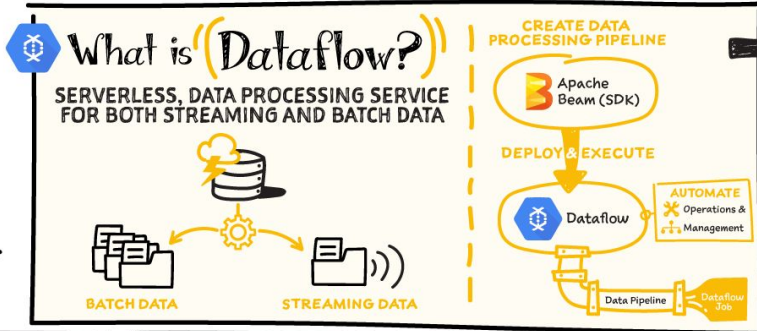 What is Dataflow?
SERVERLESS, DATA PROCESSING SERVICE
FOR BOTH STREAMING AND BATCH DATA
BATCH DATA
STREAMING DATA
CREATE DATA
PROCESSING PIPELINE
Apache
Beam (SDK)
DEPLOY & EXECUTE
Dataflow
AUTOMATE
Operations &
Management
Data Pipeline
Dataflow
Job